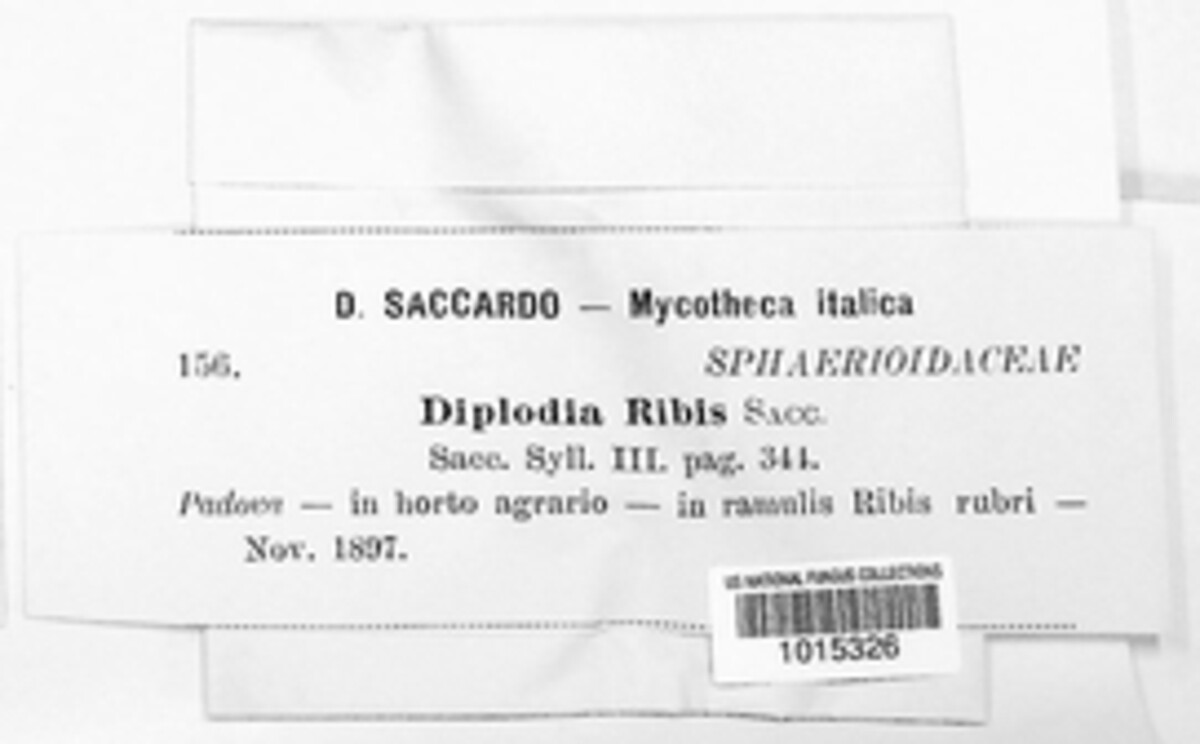 D. SACCARDO — Mycotheca italica
156. SPHAERIOIDACEAE
Diplodia Ribis Sacc.
Sacc. Syll. III. pag. 344.
Padova — in horto agrario — in ramulis Ribis rubri —
Nov. 1897.
US NATIONAL FUNGUS COLLECTIONS
1015326